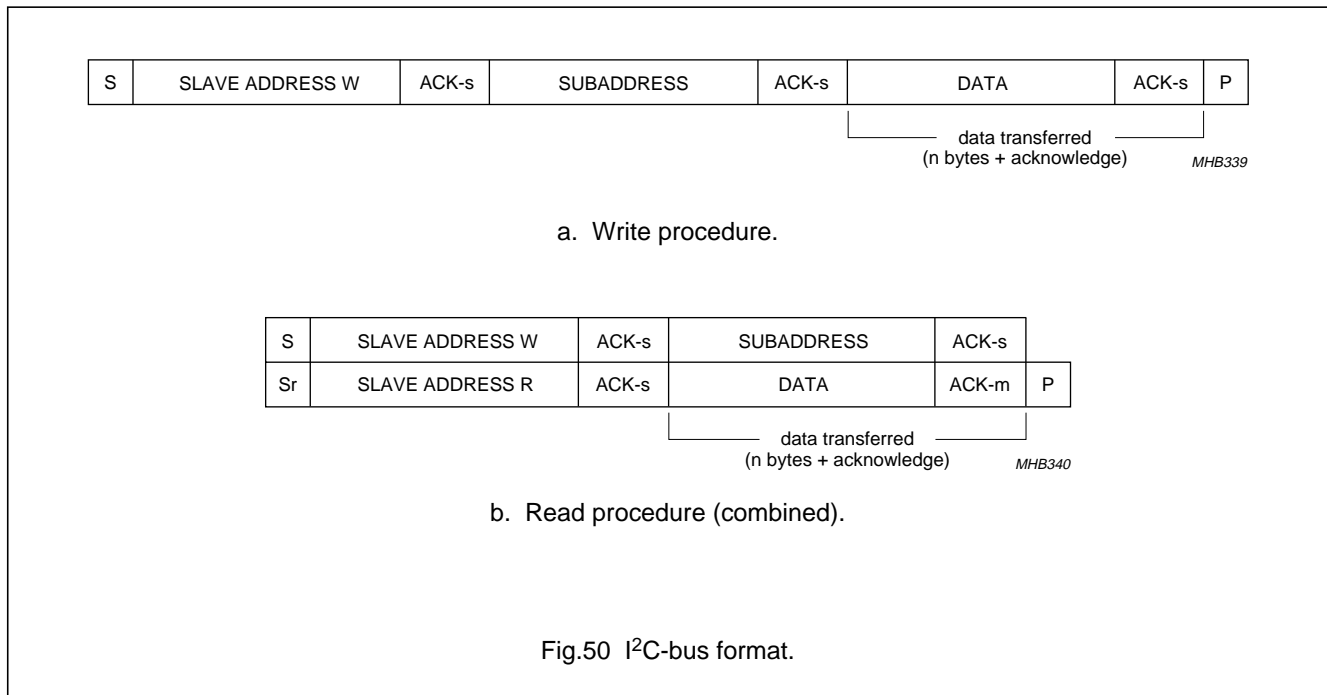 S SLAVE ADDRESS W ACK-s SUBADDRESS ACK-s DATA ACK-s P
data transferred
(n bytes + acknowledge)
MHB339
a. Write procedure.
S SLAVE ADDRESS W ACK-s SUBADDRESS ACK-s
Sr SLAVE ADDRESS R ACK-s DATA ACK-m P
data transferred
(n bytes + acknowledge)
MHB340
b. Read procedure (combined).
Fig.50 I²C-bus format.